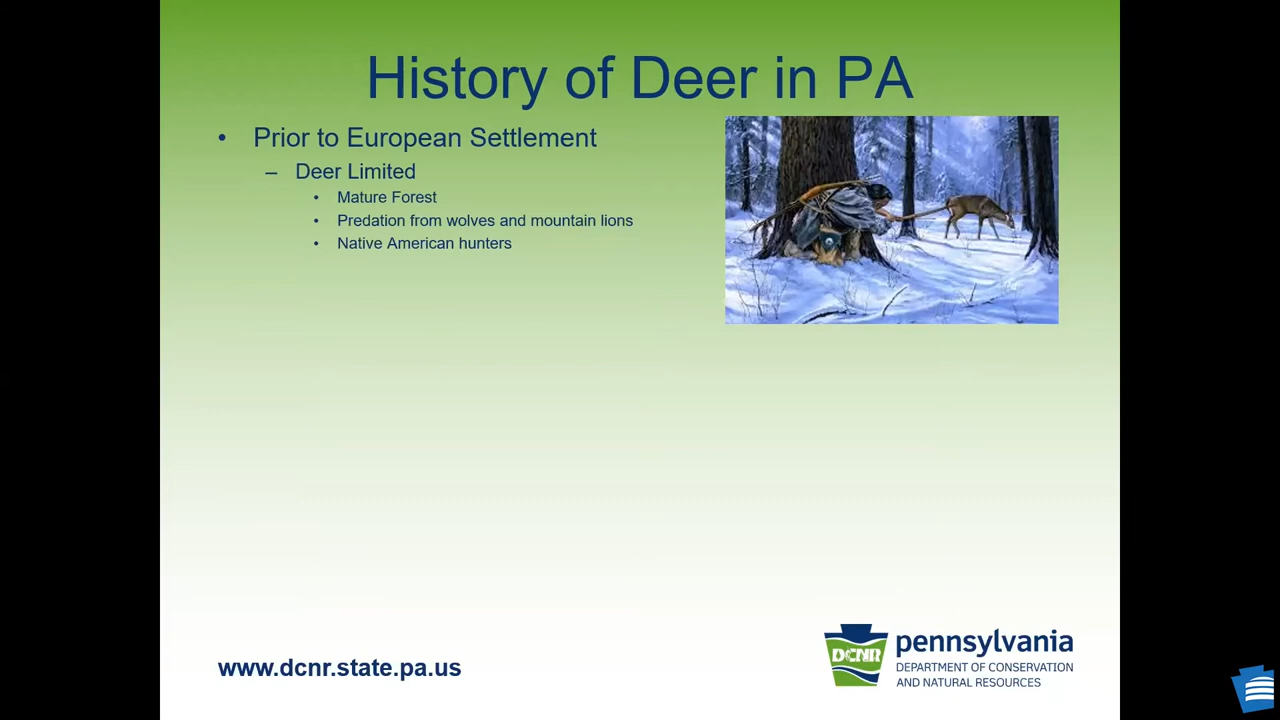 History of Deer in PA
• Prior to European Settlement
– Deer Limited
• Mature Forest
• Predation from wolves and mountain lions
• Native American hunters
www.dcnr.state.pa.us
DCNR
pennsylvania
DEPARTMENT OF CONSERVATION
AND NATURAL RESOURCES